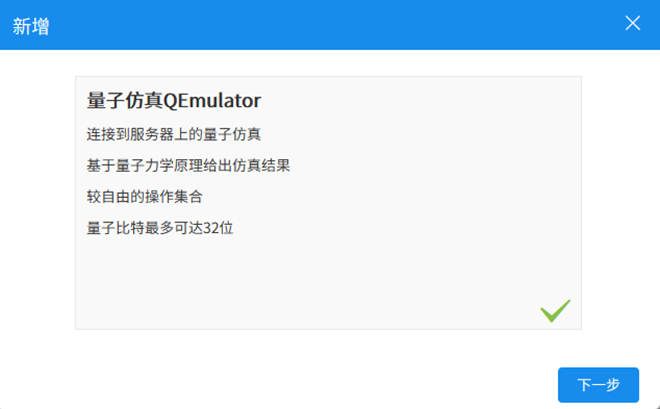 新增
量子仿真QEmulator
连接到服务器上的量子仿真
基于量子力学原理给出仿真结果
较自由的操作集合
量子比特最多可达32位
下一步